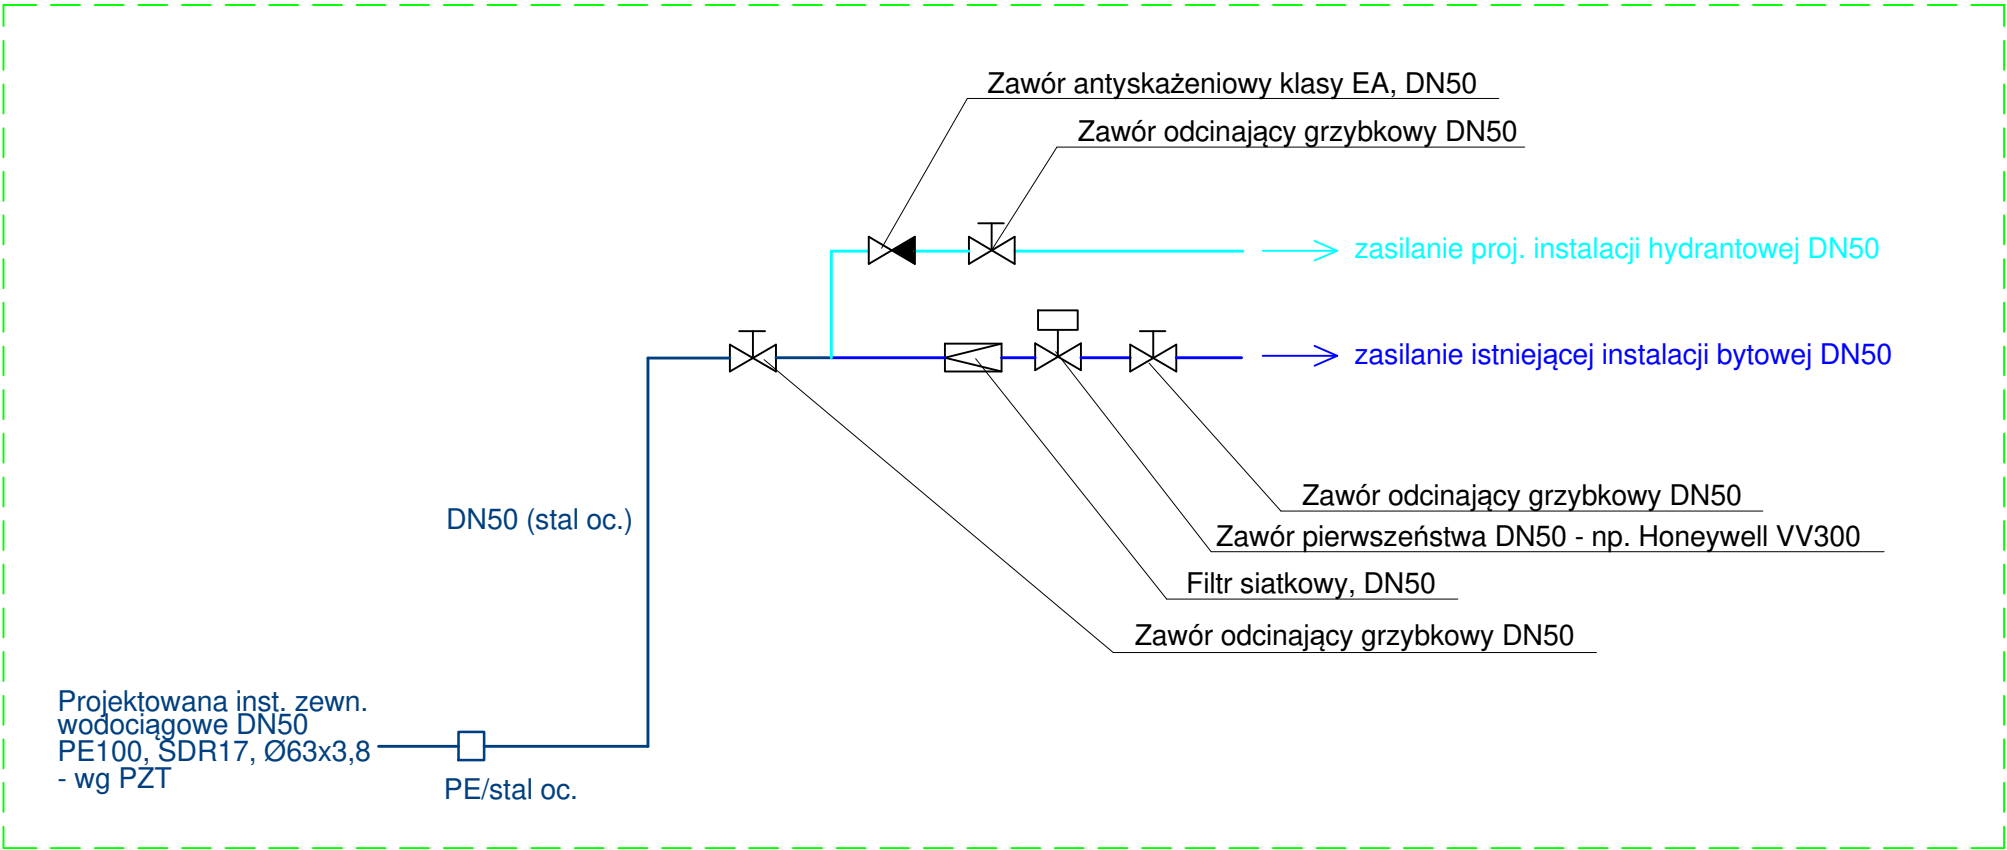 Zawór antyskażeniowy klasy EA, DN50
Zawór odcinający grzybkowy DN50
zasilanie proj. instalacji hydrantowej DN50
zasilanie istniejącej instalacji bytowej DN50
Zawór odcinający grzybkowy DN50
DN50 (stal oc.)
Zawór pierwszeństwa DN50 - np. Honeywell VV300
Filtr siatkowy, DN50
Zawór odcinający grzybkowy DN50
Projektowana inst. zewn.
wodociągowe DN50
PE100, SDR17, Ø63x3,8
- wg PZT
PE/stal oc.